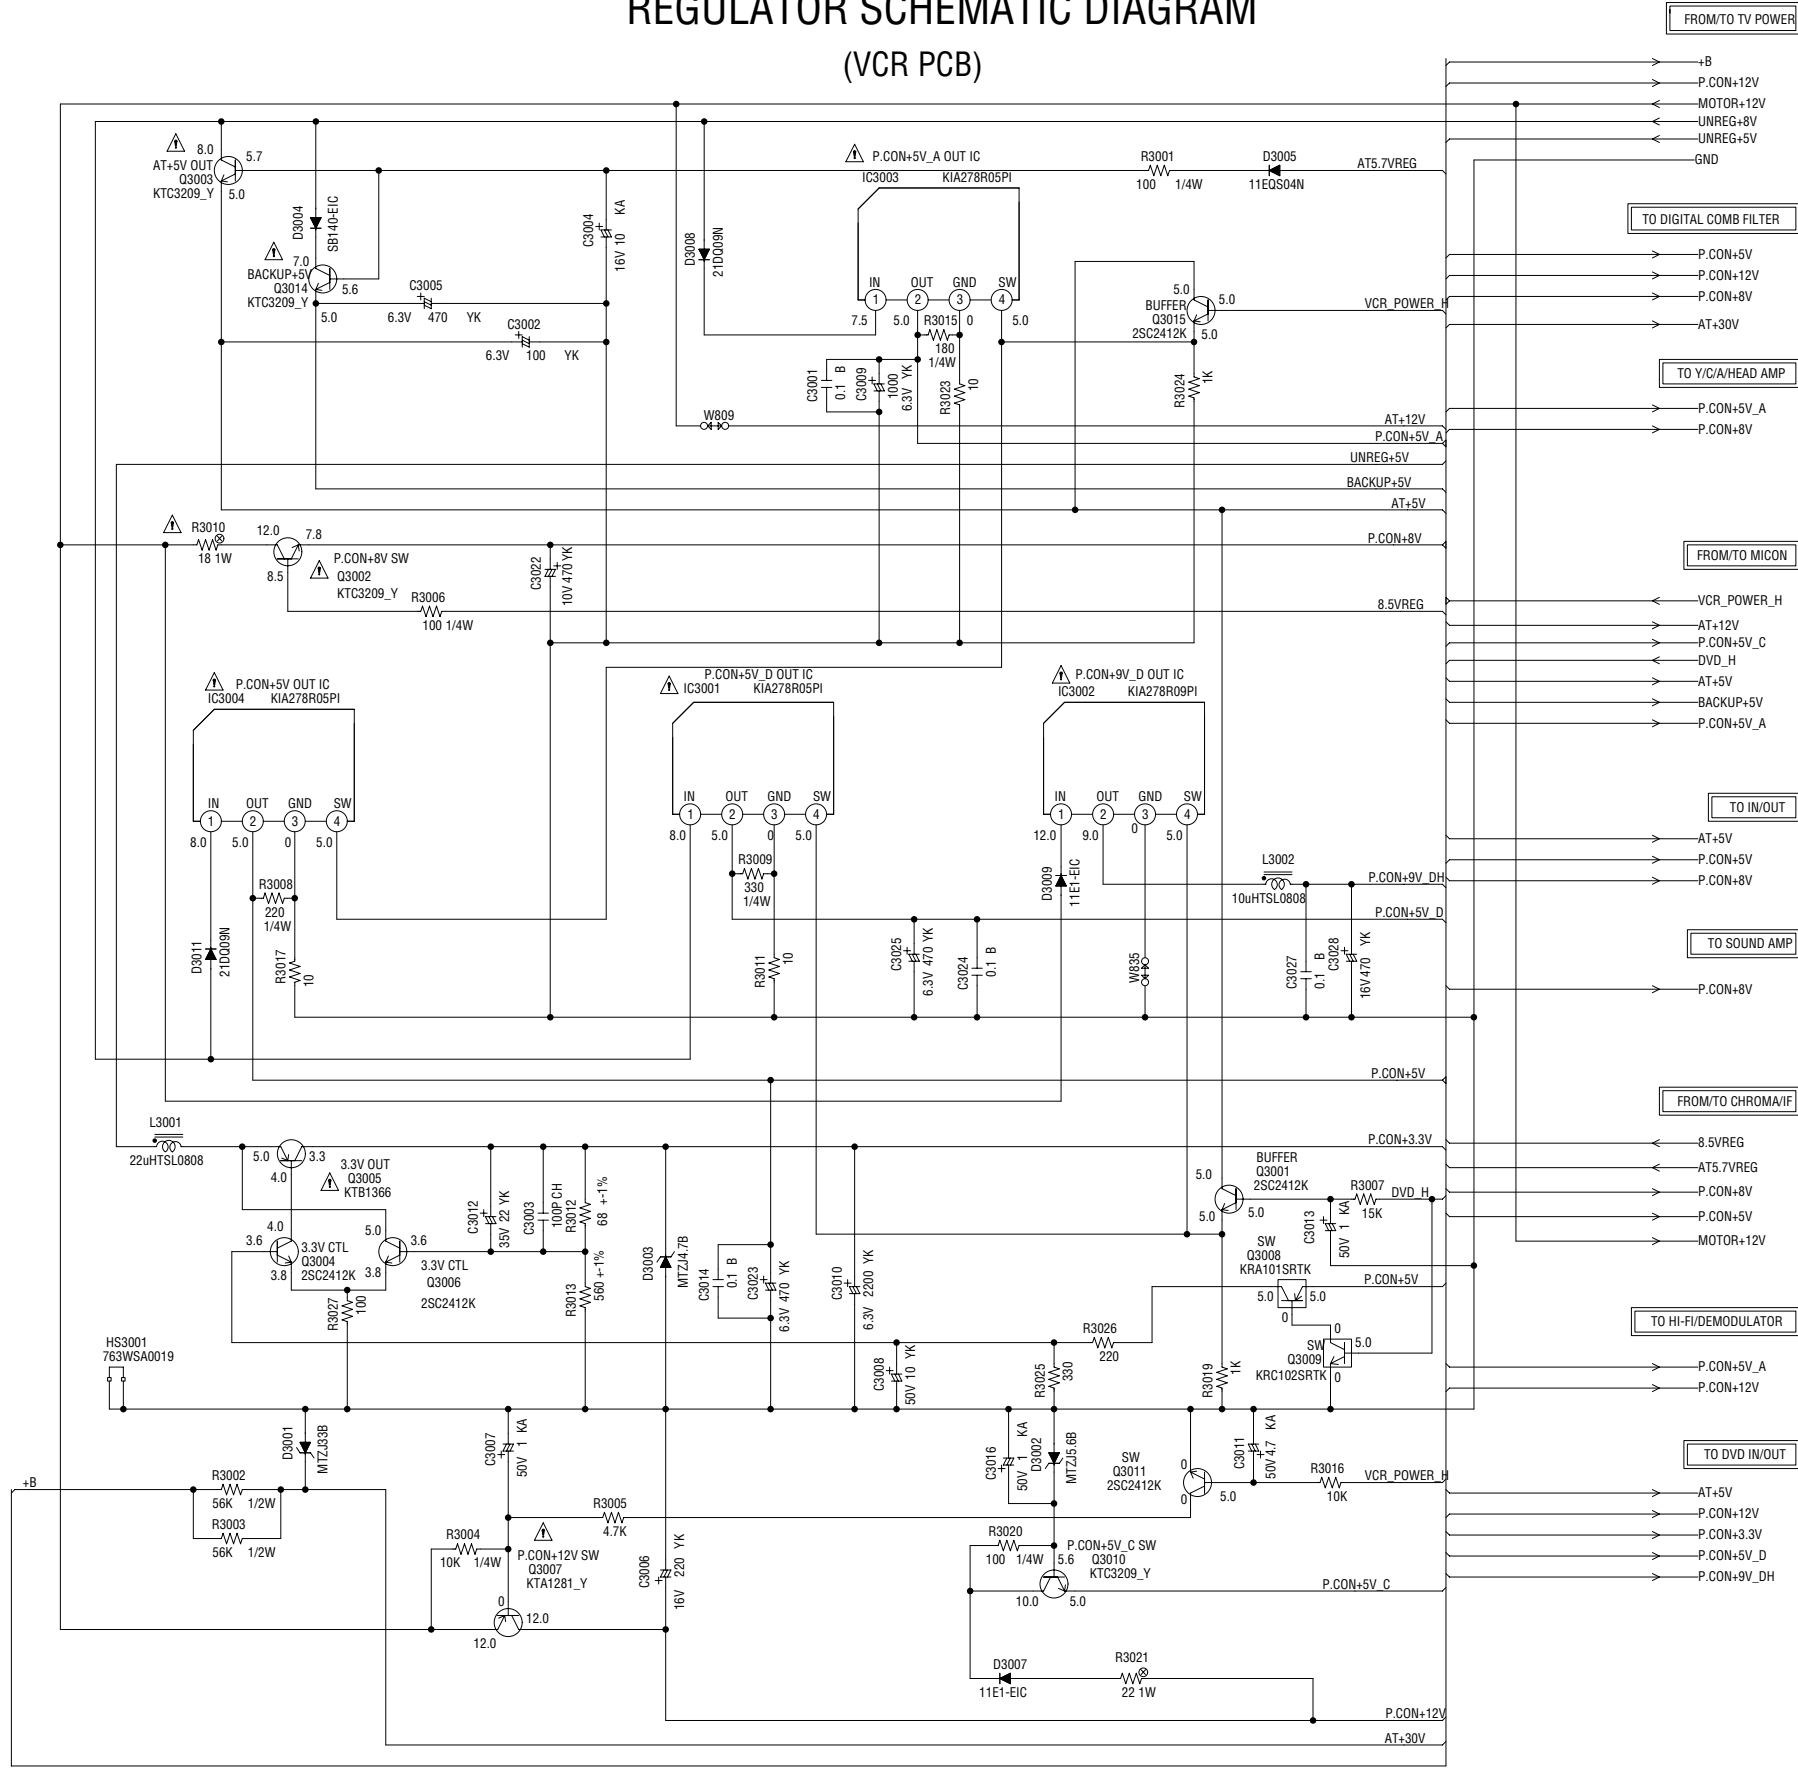 REGULATOR SCHEMATIC DIAGRAM
(VCR PCB)
FROM/TO TV POWER
+B
P.CON+12V
MOTOR+12V
UNREG+8V
UNREG+5V
GND
8.0
5.7
AT+5V OUT
Q3003
KTC3209_Y
5.0
D3004
SB140-EIC
7.0
BACKUP+5V
Q3014
KTC3209_Y
5.6
5.0
C3005
6.3V 470 YK
C3002
6.3V 100 YK
C3004
16V 10 KA
D3008
21DQ09N
P.CON+5V_A OUT IC
IC3003 KIA278R05PI
IN OUT GND SW
1 2 3 4
7.5 5.0 0 5.0
R3015
180
1/4W
C3001
0.1 B
C3009
1000
6.3V YK
R3023
10
R3001
100 1/4W
D3005
11EQS04N
AT5.7VREG
5.0
BUFFER
Q3015
2SC2412K
5.0
5.0
VCR_POWER_H
R3024
1K
W809
AT+12V
P.CON+5V_A
UNREG+5V
BACKUP+5V
AT+5V
TO DIGITAL COMB FILTER
P.CON+5V
P.CON+12V
P.CON+8V
AT+30V
TO Y/C/A/HEAD AMP
P.CON+5V_A
P.CON+8V
R3010
18 1W
12.0
7.8
8.5
P.CON+8V SW
Q3002
KTC3209_Y
R3006
100 1/4W
C3022
10V 470 YK
P.CON+8V
8.5VREG
FROM/TO MICON
VCR_POWER_H
AT+12V
P.CON+5V_C
DVD_H
AT+5V
BACKUP+5V
P.CON+5V_A
P.CON+5V OUT IC
IC3004 KIA278R05PI
IN OUT GND SW
1 2 3 4
8.0 5.0 0 5.0
R3008
220
1/4W
D3011
21DQ09N
R3017
10
P.CON+5V_D OUT IC
IC3001 KIA278R05PI
IN OUT GND SW
1 2 3 4
8.0 5.0 0 5.0
R3009
330
1/4W
R3011
10
C3025
6.3V 470 YK
C3024
0.1 B
P.CON+9V_D OUT IC
IC3002 KIA278R09PI
IN OUT GND SW
1 2 3 4
12.0 9.0 0 5.0
D3009
11E1-EIC
W835
L3002
10uHTSL0808
P.CON+9V_DH
P.CON+5V_D
C3027
0.1 B
C3028
16V 470 YK
TO IN/OUT
AT+5V
P.CON+5V
P.CON+8V
TO SOUND AMP
P.CON+8V
P.CON+5V
L3001
22uHTSL0808
5.0
3.3
4.0
3.3V OUT
Q3005
KTB1366
P.CON+3.3V
4.0
3.6
3.3V CTL
Q3004
2SC2412K
3.8
5.0
3.6
3.8
3.3V CTL
Q3006
2SC2412K
R3027
100
C3012
35V 22 YK
C3003
100P CH
R3012
68 +-1%
R3013
560 +-1%
D3003
MTZJ4.7B
C3014
0.1 B
C3023
6.3V 470 YK
C3010
6.3V 2200 YK
5.0
BUFFER
Q3001
2SC2412K
5.0
5.0
R3007
15K
DVD_H
C3013
50V 1 KA
SW
Q3008
KRA101SRTK
5.0
5.0
0
P.CON+5V
0
SW
Q3009
KRC102SRTK
5.0
0
R3026
220
C3008
50V 10 YK
R3025
330
R3019
1K
FROM/TO CHROMA/IF
8.5VREG
AT5.7VREG
P.CON+8V
P.CON+5V
MOTOR+12V
TO HI-FI/DEMODULATOR
P.CON+5V_A
P.CON+12V
HS3001
763WSA0019
D3001
MTZJ33B
+B
R3002
56K 1/2W
R3003
56K 1/2W
C3007
50V 1 KA
R3005
4.7K
R3004
10K 1/4W
P.CON+12V SW
Q3007
KTA1281_Y
0
12.0
12.0
C3006
16V 220 YK
C3016
50V 1 KA
D3002
MTZJ5.6B
SW
Q3011
2SC2412K
0
0
5.0
C3011
50V 4.7 KA
R3016
10K
VCR_POWER_H
R3020
100 1/4W
5.6
P.CON+5V_C SW
Q3010
KTC3209_Y
10.0
5.0
P.CON+5V_C
D3007
11E1-EIC
R3021
22 1W
P.CON+12V
AT+30V
TO DVD IN/OUT
AT+5V
P.CON+12V
P.CON+3.3V
P.CON+5V_D
P.CON+9V_DH